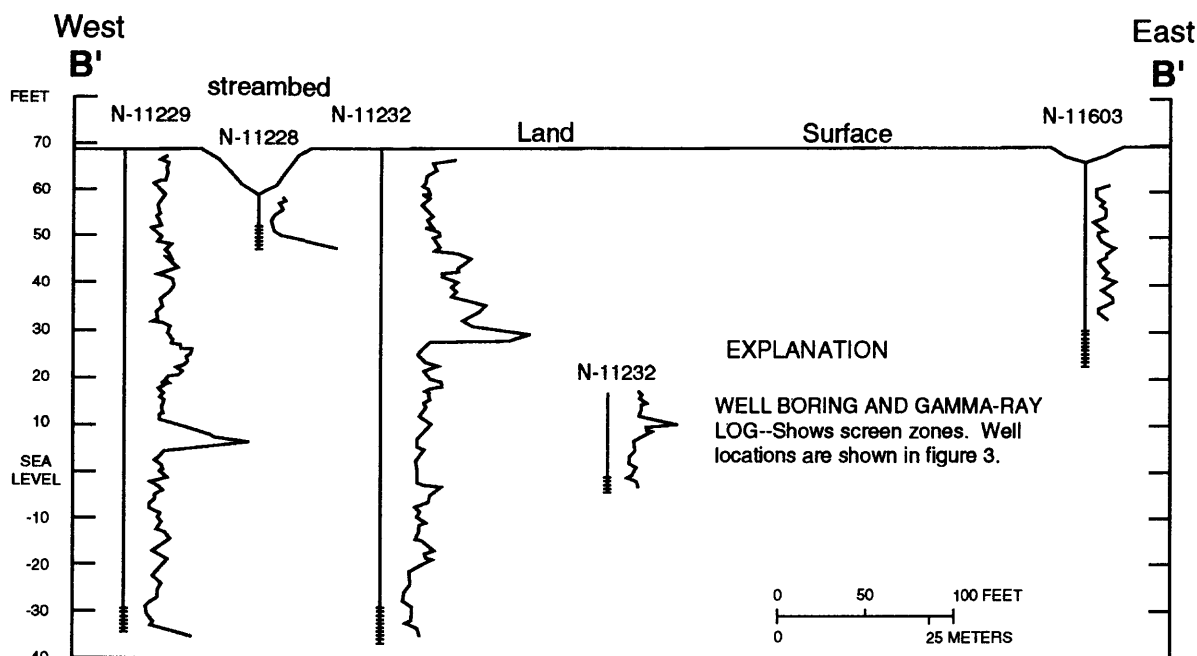 West
East
B'
B'
streambed
FEET
N-11229
N-11228
N-11232
N-11603
Land
Surface
70
60
50
40
30
20
10
SEA
LEVEL
-10
-20
-30
EXPLANATION
N-11232
WELL BORING AND GAMMA-RAY
LOG--Shows screen zones. Well
locations are shown in figure 3.
0 50 100 FEET
0 25 METERS